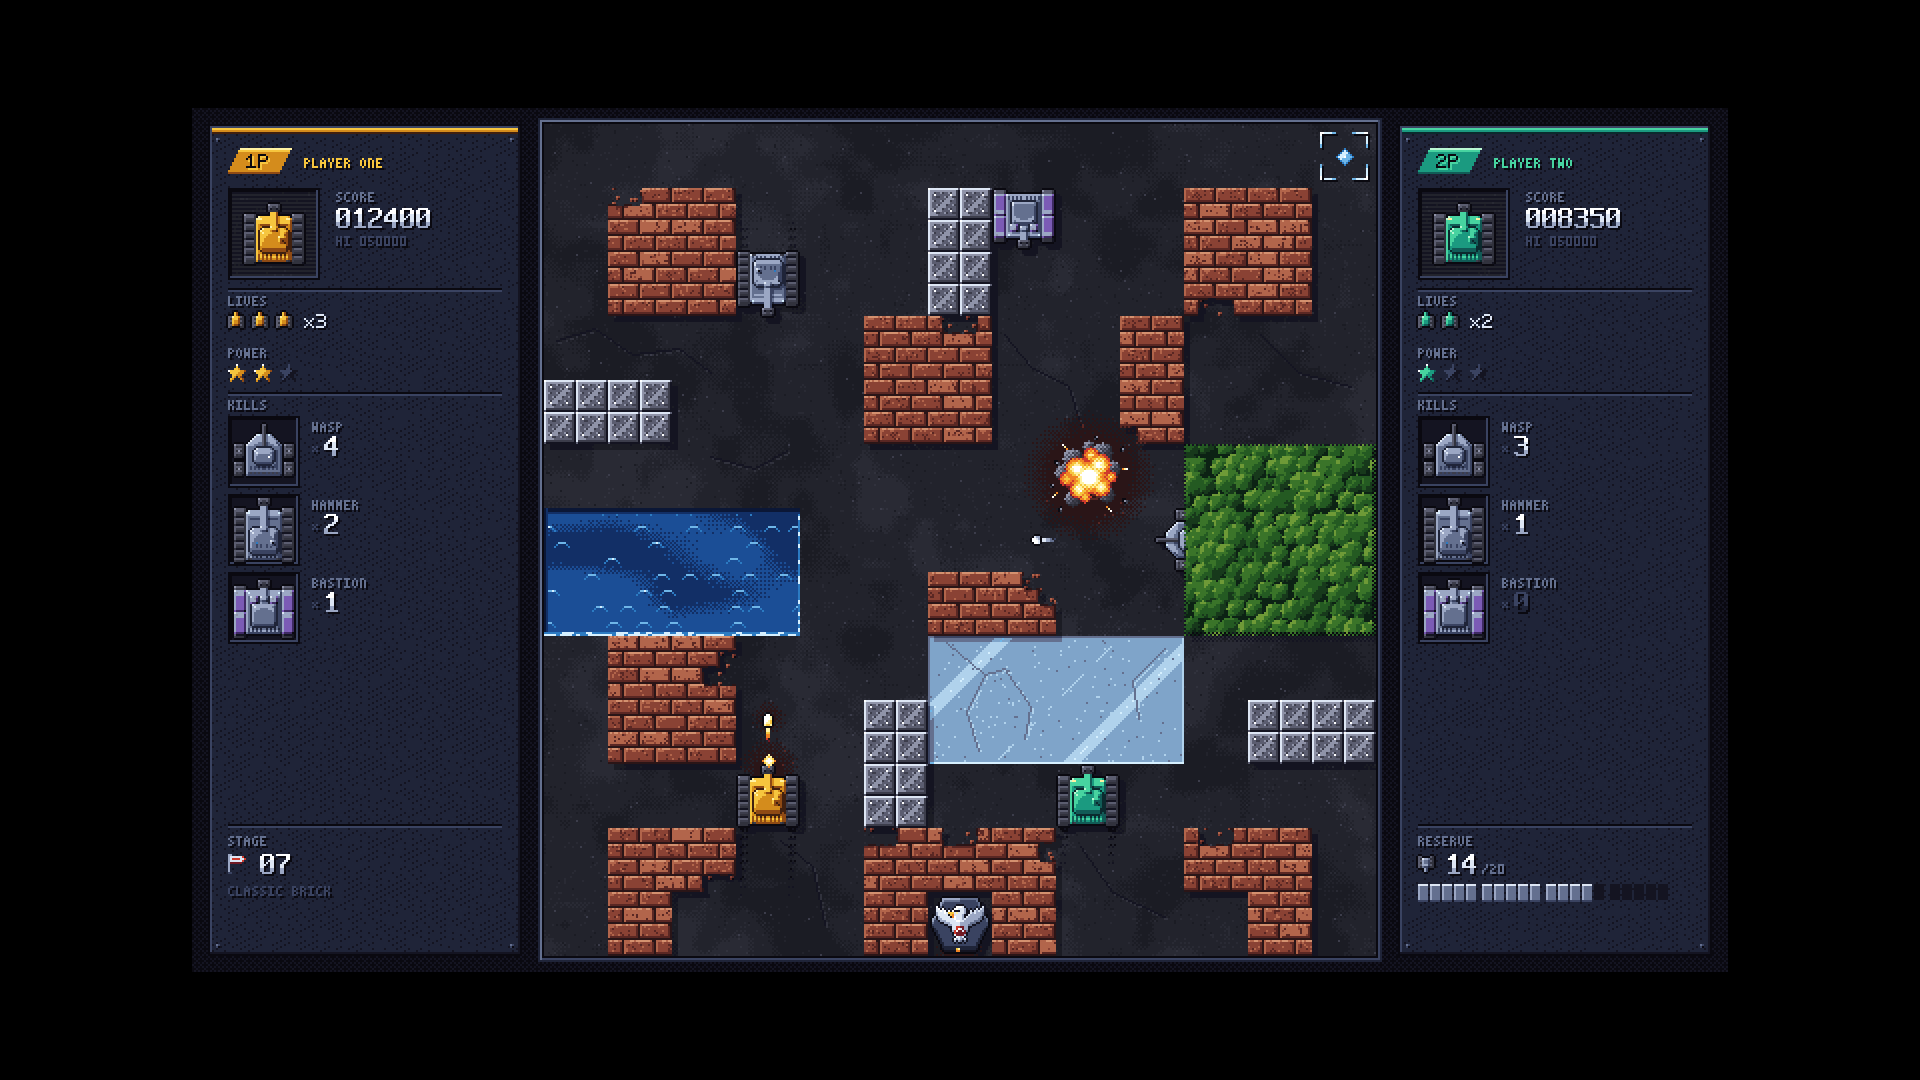 1P PLAYER ONE
SCORE
012400
HI 050000
LIVES
x3
POWER
KILLS
WASP
×4
HAMMER
×2
BASTION
×1
STAGE
07
CLASSIC BRICK
2P PLAYER TWO
SCORE
008350
HI 050000
LIVES
x2
POWER
KILLS
WASP
×3
HAMMER
×1
BASTION
×0
RESERVE
14/20